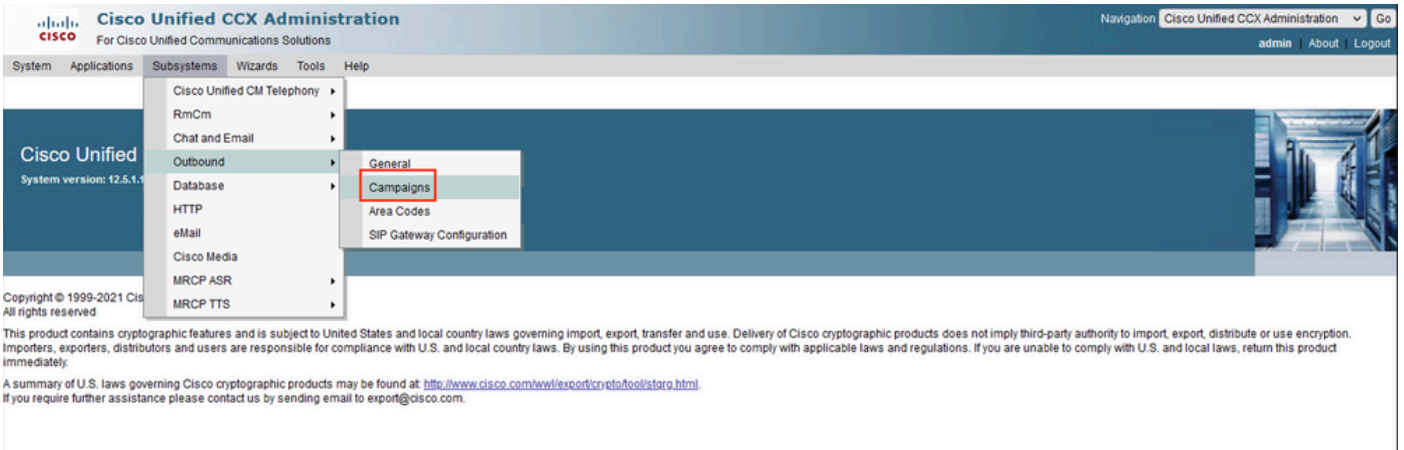 Cisco Unified CCX Administration
Navigation Cisco Unified CCX Administration Go
CISCO
For Cisco Unified Communications Solutions
admin | About | Logout
System Applications Subsystems Wizards Tools Help
Cisco Unified CM Telephony
RmCm
Chat and Email
Cisco Unified
Outbound
General
System version: 12.5.1.1
Database
Campaigns
HTTP
Area Codes
eMail
SIP Gateway Configuration
Cisco Media
MRCP ASR
Copyright © 1999-2021 Cis
MRCP TTS
All rights reserved
This product contains cryptographic features and is subject to United States and local country laws governing import, export, transfer and use. Delivery of Cisco cryptographic products does not imply third-party authority to import, export, distribute or use encryption.
Importers, exporters, distributors and users are responsible for compliance with U.S. and local country laws. By using this product you agree to comply with applicable laws and regulations. If you are unable to comply with U.S. and local laws, return this product
immediately.
A summary of U.S. laws governing Cisco cryptographic products may be found at: http://www.cisco.com/wwl/export/crypto/tool/stqrg.html.
If you require further assistance please contact us by sending email to export@cisco.com.